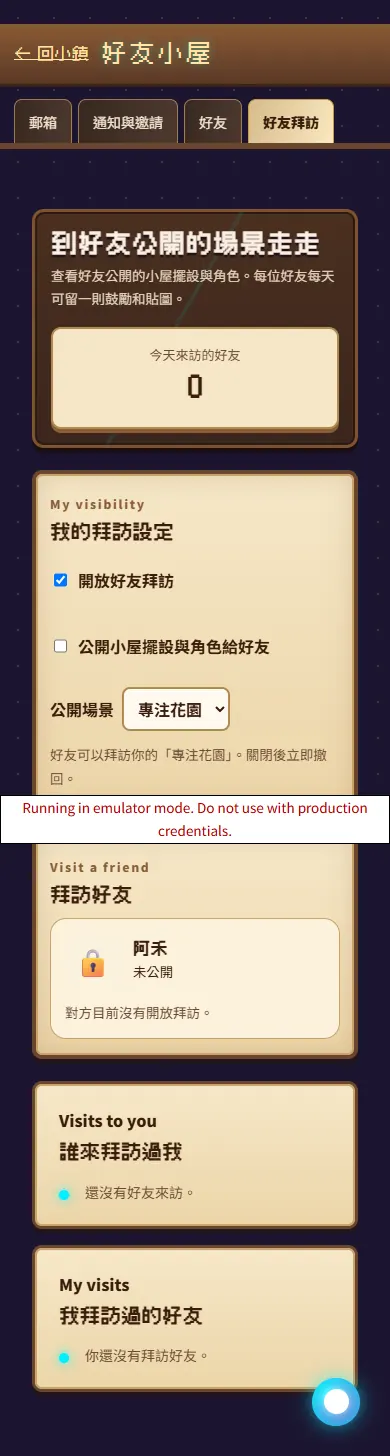 ← 回小鎮 好友小屋
郵箱 通知與邀請 好友 好友拜訪
到好友公開的場景走走
查看好友公開的小屋擺設與角色。每位好友每天
可留一則鼓勵和貼圖。
今天來訪的好友
0
My visibility
我的拜訪設定
開放好友拜訪
公開小屋擺設與角色給好友
公開場景 專注花園
好友可以拜訪你的「專注花園」。關閉後立即撤
回。
Running in emulator mode. Do not use with production
credentials.
Visit a friend
拜訪好友
阿禾
未公開
對方目前沒有開放拜訪。
Visits to you
誰來拜訪過我
還沒有好友來訪。
My visits
我拜訪過的好友
你還沒有拜訪好友。